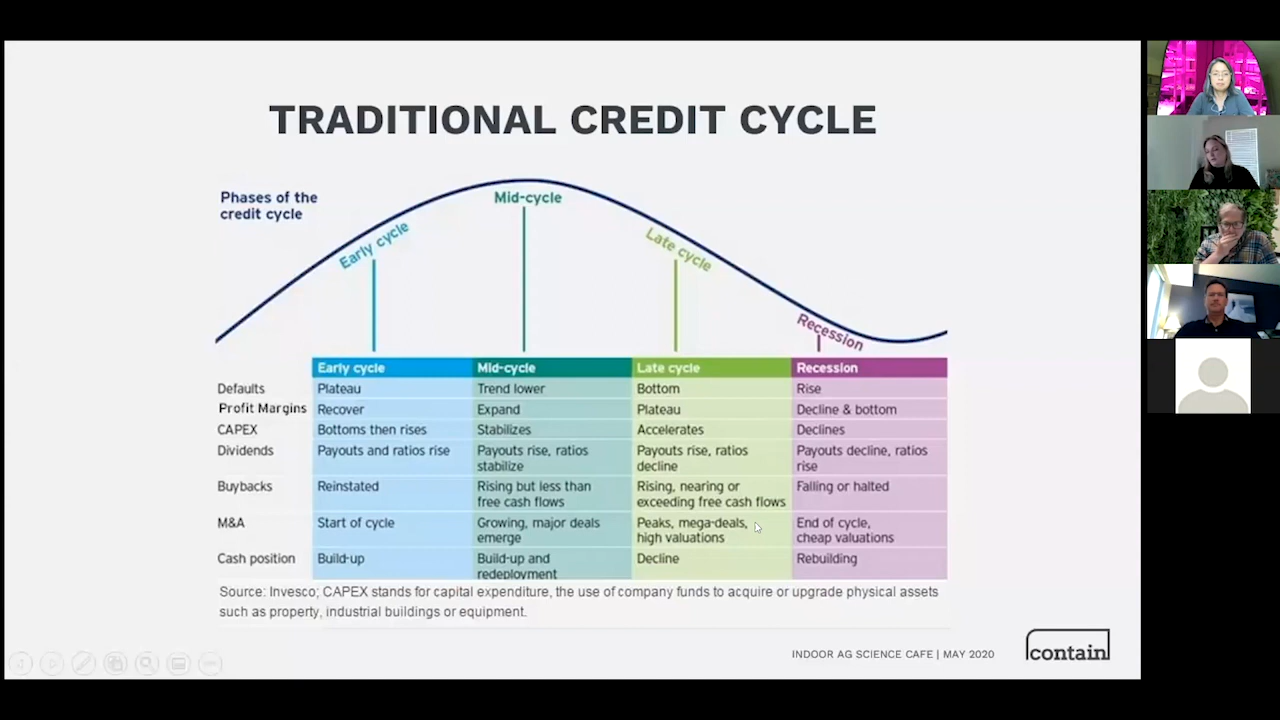 TRADITIONAL CREDIT CYCLE
Phases of the
credit cycle
Early cycle
Mid-cycle
Late cycle
Recession
Early cycle Mid-cycle Late cycle Recession
Defaults Plateau Trend lower Bottom Rise
Profit Margins Recover Expand Plateau Decline & bottom
CAPEX Bottoms then rises Stabilizes Accelerates Declines
Dividends Payouts and ratios rise Payouts rise, ratios Payouts rise, ratios Payouts decline, ratios
stabilize decline rise
Buybacks Reinstated Rising but less than Rising, nearing or Falling or halted
free cash flows exceeding free cash flows
M&A Start of cycle Growing, major deals Peaks, mega-deals, End of cycle,
emerge high valuations cheap valuations
Cash position Build-up Build-up and Decline Rebuilding
redeployment
Source: Invesco; CAPEX stands for capital expenditure, the use of company funds to acquire or upgrade physical assets
such as property, industrial buildings or equipment.
INDOOR AG SCIENCE CAFE | MAY 2020
contain